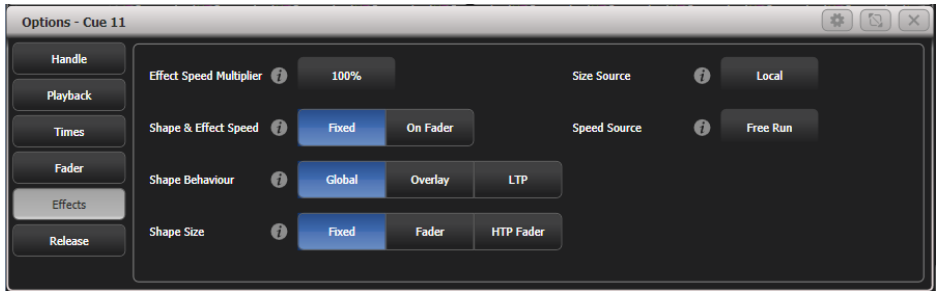 Options - Cue 11
Handle
Playback
Times
Fader
Effects
Release
Effect Speed Multiplier i 100% Size Source i Local
Shape & Effect Speed i Fixed On Fader Speed Source i Free Run
Shape Behaviour i Global Overlay LTP
Shape Size i Fixed Fader HTP Fader